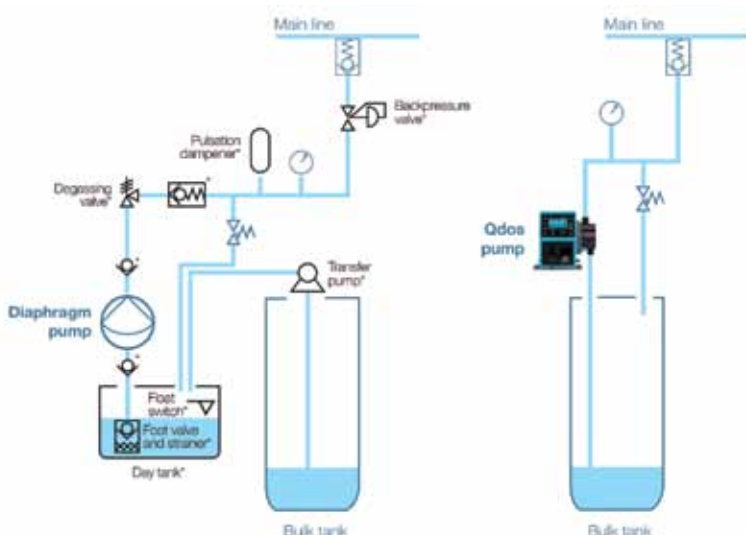 Main line
Backpressure
valve*
Pulsation
dampener*
Degassing
valve*
*
*
Diaphragm
pump
*
Transfer
pump*
Float
switch*
Foot valve
and strainer*
Day tank*
Bulk tank
Main line
Qdos
pump
Bulk tank